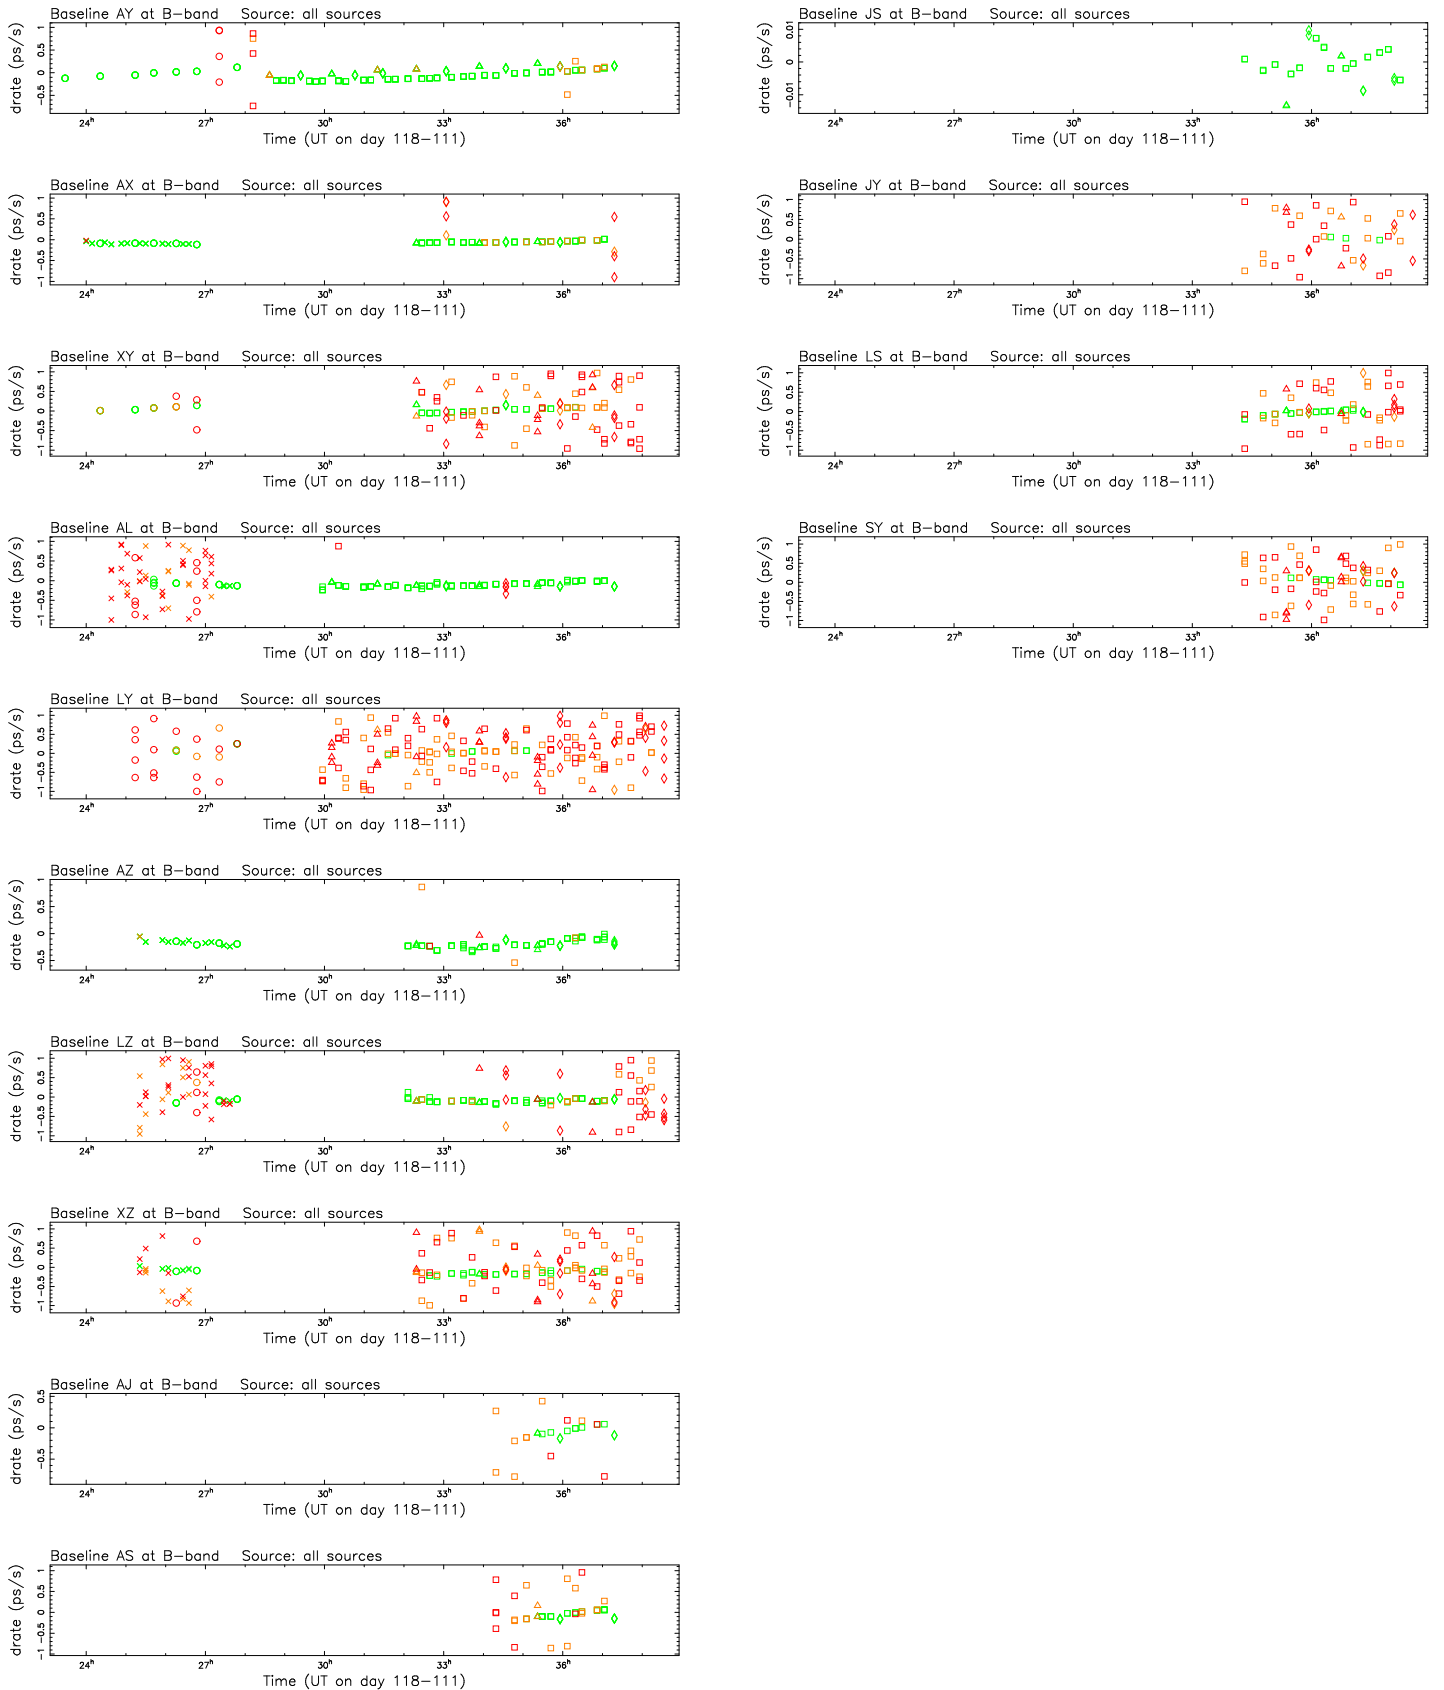 Baseline AY at B-band Source: all sources
drate (ps/s)
1
0.5
0
-0.5
24h 27h 30h 33h 36h
Time (UT on day 118-111)
Baseline AX at B-band Source: all sources
drate (ps/s)
1
0.5
0
-0.5
-1
24h 27h 30h 33h 36h
Time (UT on day 118-111)
Baseline XY at B-band Source: all sources
drate (ps/s)
1
0.5
0
-0.5
-1
24h 27h 30h 33h 36h
Time (UT on day 118-111)
Baseline AL at B-band Source: all sources
drate (ps/s)
1
0.5
0
-0.5
-1
24h 27h 30h 33h 36h
Time (UT on day 118-111)
Baseline LY at B-band Source: all sources
drate (ps/s)
1
0.5
0
-0.5
-1
24h 27h 30h 33h 36h
Time (UT on day 118-111)
Baseline AZ at B-band Source: all sources
drate (ps/s)
1
0.5
0
-0.5
24h 27h 30h 33h 36h
Time (UT on day 118-111)
Baseline LZ at B-band Source: all sources
drate (ps/s)
1
0.5
0
-0.5
-1
24h 27h 30h 33h 36h
Time (UT on day 118-111)
Baseline XZ at B-band Source: all sources
drate (ps/s)
1
0.5
0
-0.5
-1
24h 27h 30h 33h 36h
Time (UT on day 118-111)
Baseline AJ at B-band Source: all sources
drate (ps/s)
0.5
0
-0.5
24h 27h 30h 33h 36h
Time (UT on day 118-111)
Baseline AS at B-band Source: all sources
drate (ps/s)
1
0.5
0
-0.5
-1
24h 27h 30h 33h 36h
Time (UT on day 118-111)
Baseline JS at B-band Source: all sources
drate (ps/s)
0.01
0
-0.01
24h 27h 30h 33h 36h
Time (UT on day 118-111)
Baseline JY at B-band Source: all sources
drate (ps/s)
1
0.5
0
-0.5
-1
24h 27h 30h 33h 36h
Time (UT on day 118-111)
Baseline LS at B-band Source: all sources
drate (ps/s)
1
0.5
0
-0.5
-1
24h 27h 30h 33h 36h
Time (UT on day 118-111)
Baseline SY at B-band Source: all sources
drate (ps/s)
1
0.5
0
-0.5
-1
24h 27h 30h 33h 36h
Time (UT on day 118-111)